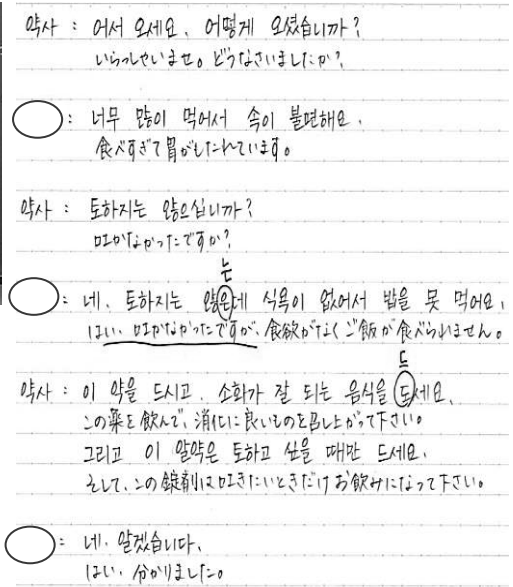 약사 : 어서 오세요. 어떻게 오셨습니까?
いらっしゃいませ。どうなさいましたか?
: 너무 많이 먹어서 속이 불편해요.
食べすぎて胃がもたれています。
약사 : 토하지는 않으십니까?
吐かなかったですか?
는
: 네. 토하지는 않은데 식욕이 없어서 밥을 못 먹어요.
はい、吐かなかったですが、食欲がなくご飯が食べられません。
드
약사 : 이 약을 드시고, 소화가 잘 되는 음식을 드세요.
この薬を飲んで、消化に良いものを召し上がって下さい。
그리고 이 알약은 토하고 싶을 때만 드세요.
そして、この錠剤は吐きたいときだけお飲みになって下さい。
: 네. 알겠습니다.
はい。分かりました。